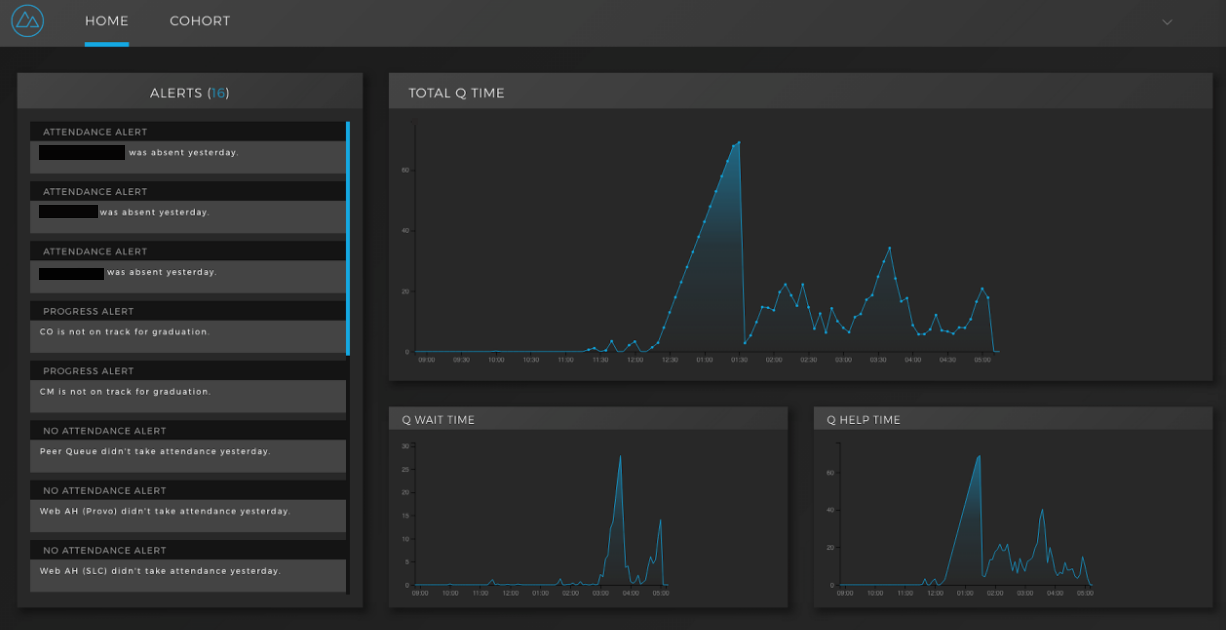 HOME
COHORT
ALERTS (16)
ATTENDANCE ALERT
was absent yesterday.
ATTENDANCE ALERT
was absent yesterday.
ATTENDANCE ALERT
was absent yesterday.
PROGRESS ALERT
CO is not on track for graduation.
PROGRESS ALERT
CM is not on track for graduation.
NO ATTENDANCE ALERT
Peer Queue didn't take attendance yesterday.
NO ATTENDANCE ALERT
Web AH (Provo) didn't take attendance yesterday.
NO ATTENDANCE ALERT
Web AH (SLC) didn't take attendance yesterday.
TOTAL Q TIME
60
40
20
0
09:00 09:30 10:00 10:30 11:00 11:30 12:00 12:30 01:00 01:30 02:00 02:30 03:00 03:30 04:00 04:30 05:00
Q WAIT TIME
30
25
20
15
10
5
0
09:00 10:00 11:00 12:00 01:00 02:00 03:00 04:00 05:00
Q HELP TIME
60
40
20
0
09:00 10:00 11:00 12:00 01:00 02:00 03:00 04:00 05:00